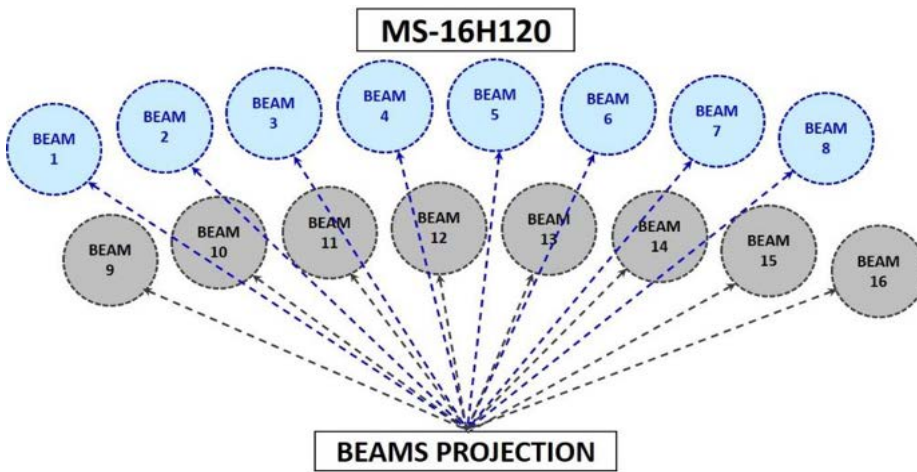 MS-16H120
BEAM
1
BEAM
2
BEAM
3
BEAM
4
BEAM
5
BEAM
6
BEAM
7
BEAM
8
BEAM
9
BEAM
10
BEAM
11
BEAM
12
BEAM
13
BEAM
14
BEAM
15
BEAM
16
BEAMS PROJECTION